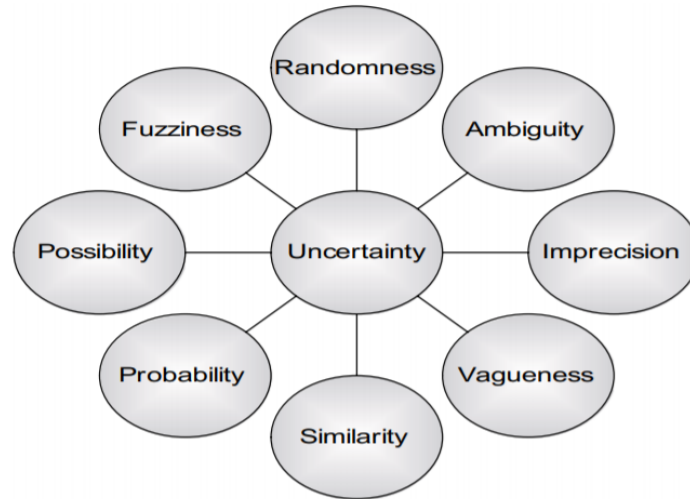 Randomness
Fuzziness
Ambiguity
Possibility
Uncertainty
Imprecision
Probability
Vagueness
Similarity